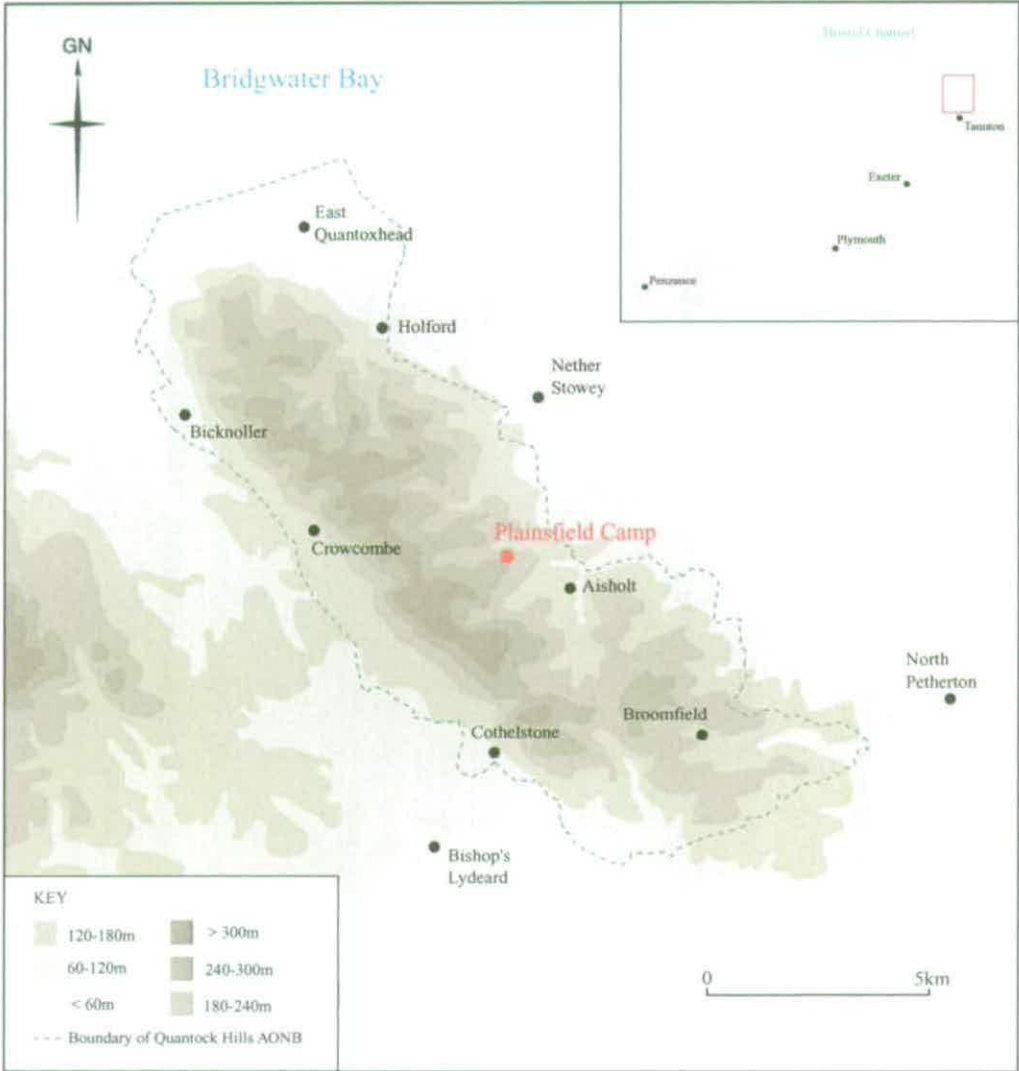 GN
Bridgwater Bay
Bristol Channel
Taunton
Exeter
Plymouth
Penzance
East
Quantoxhead
Holford
Nether
Stowey
Bicknoller
Plainsfield Camp
Crowcombe
Aisholt
North
Petherton
Broomfield
Cothelstone
Bishop's
Lydeard
KEY
120-180m
> 300m
60-120m
240-300m
< 60m
180-240m
Boundary of Quantock Hills AONB
0
5km